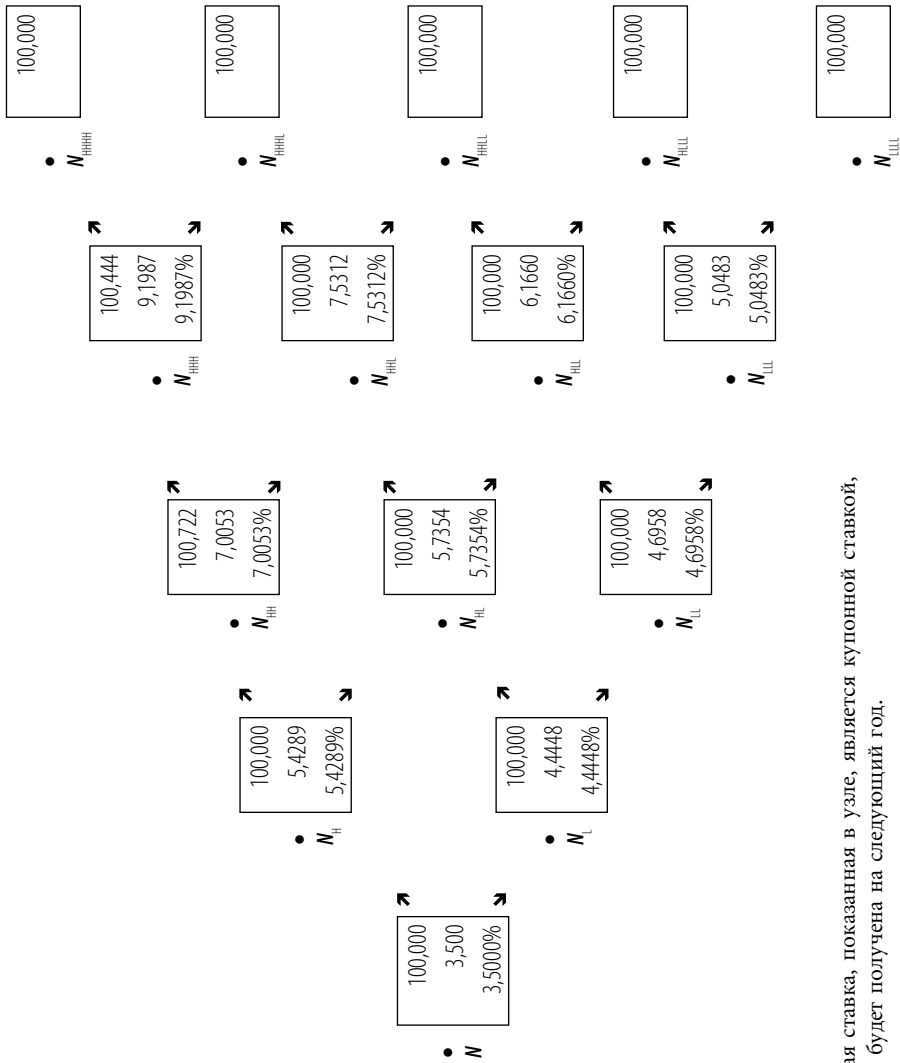 • N
100,000
3,500
3,5000%
• N_H
100,000
5,4289
5,4289%
• N_L
100,000
4,4448
4,4448%
• N_HH
100,722
7,0053
7,0053%
• N_HL
100,000
5,7354
5,7354%
• N_LL
100,000
4,6958
4,6958%
• N_HHH
100,444
9,1987
9,1987%
• N_HHL
100,000
7,5312
7,5312%
• N_HLL
100,000
6,1660
6,1660%
• N_LLL
100,000
5,0483
5,0483%
• N_HHHH
100,000
• N_HHHL
100,000
• N_HHLL
100,000
• N_HLLL
100,000
• N_LLLL
100,000
ая ставка, показанная в узле, является купонной ставкой,
будет получена на следующий год.